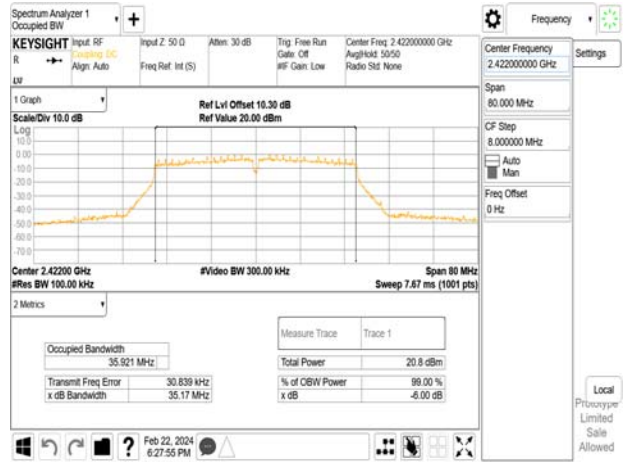 Spectrum Analyzer 1
Occupied BW
+
Frequency
KEYSIGHT
Input: RF
Coupling: DC
Align: Auto
Input Z: 50 Ω
Freq Ref: Int (S)
Atten: 30 dB
Trig: Free Run
Gate: Off
#IF Gain: Low
Center Freq: 2.422000000 GHz
Avg|Hold: 50/50
Radio Std: None
R
LXI
Center Frequency
2.422000000 GHz
Settings
Span
80.000 MHz
CF Step
8.000000 MHz
Auto
Man
Freq Offset
0 Hz
1 Graph
Scale/Div 10.0 dB
Ref Lvl Offset 10.30 dB
Ref Value 20.00 dBm
Log
10.0
0.00
-10.0
-20.0
-30.0
-40.0
-50.0
-60.0
-70.0
Center 2.42200 GHz
#Res BW 100.00 kHz
#Video BW 300.00 kHz
Span 80 MHz
Sweep 7.67 ms (1001 pts)
2 Metrics
Measure Trace
Trace 1
Occupied Bandwidth
35.921 MHz
Total Power
20.8 dBm
Transmit Freq Error
30.839 kHz
% of OBW Power
99.00 %
x dB Bandwidth
35.17 MHz
x dB
-6.00 dB
Local
Prototype
Limited
Sale
Allowed
?
Feb 22, 2024
6:27:55 PM